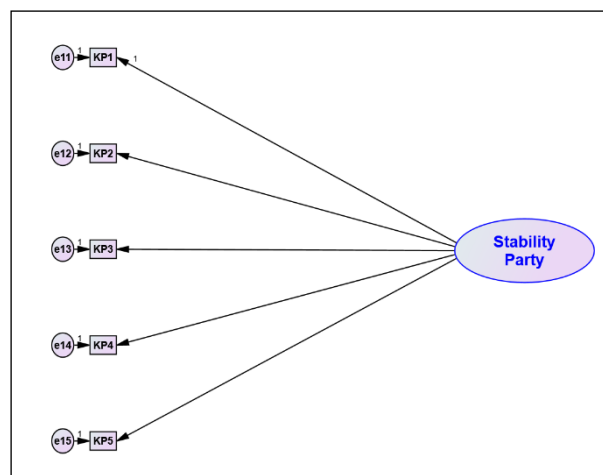 e11 1 KP1 1
e12 1 KP2
e13 1 KP3
Stability
Party
e14 1 KP4
e15 1 KP5